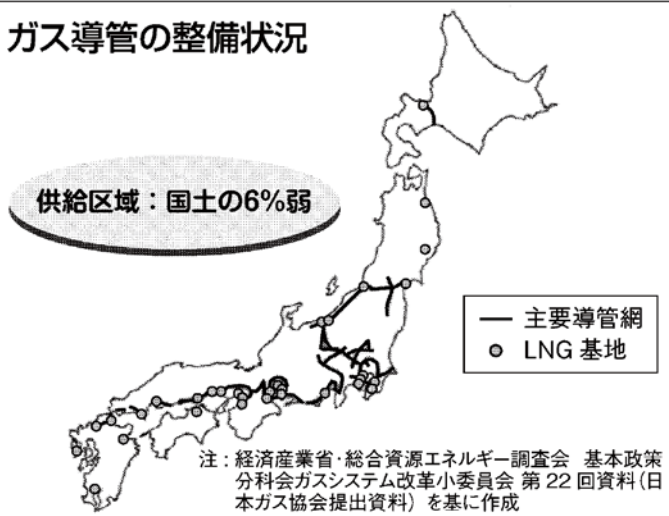 ガス導管の整備状況
供給区域：国土の6%弱
主要導管網
LNG 基地
注：経済産業省・総合資源エネルギー調査会　基本政策
分科会ガスシステム改革小委員会 第 22 回資料（日
本ガス協会提出資料）を基に作成